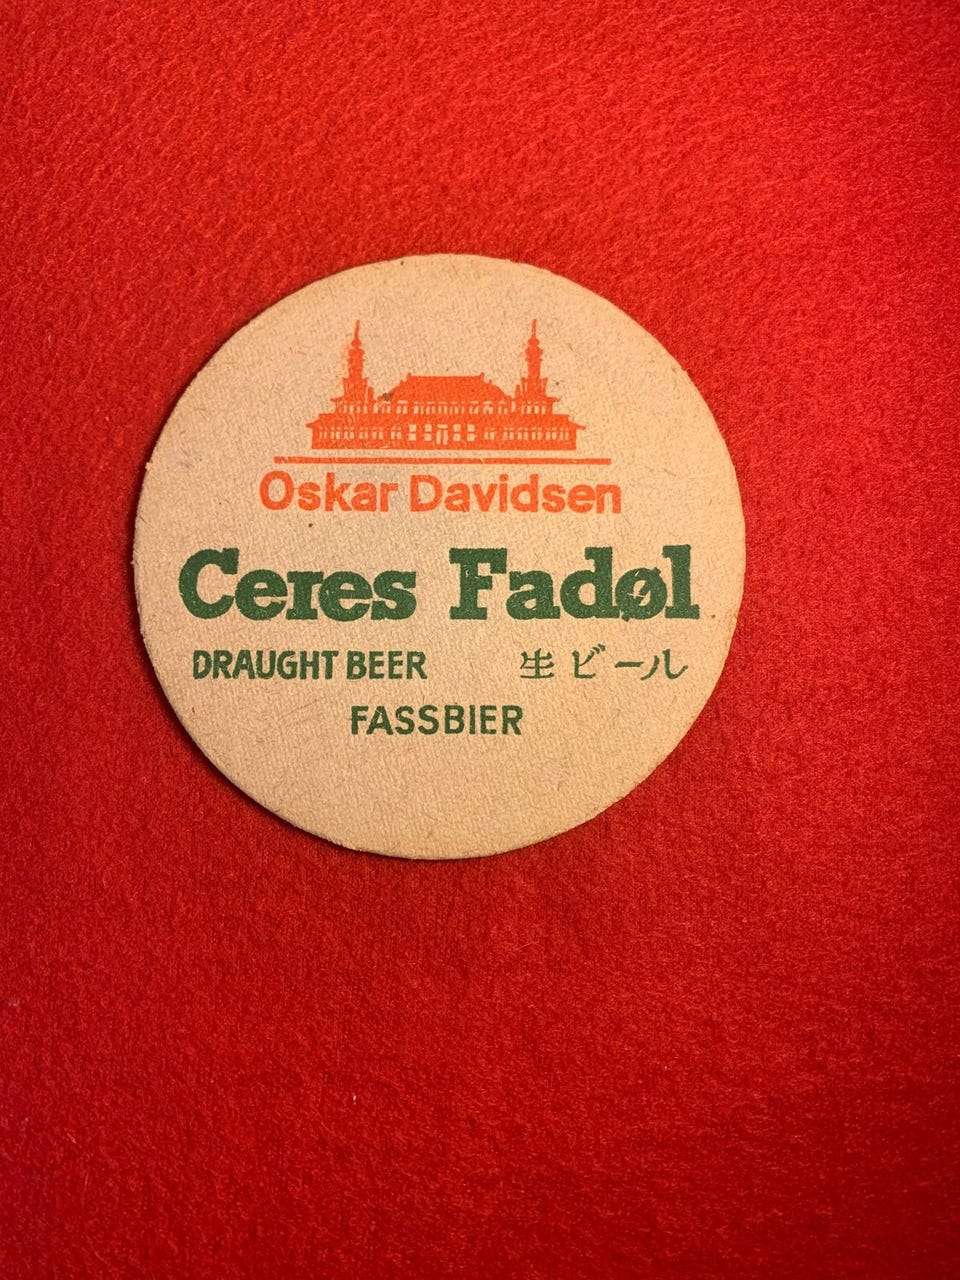 Oskar Davidsen
Ceres Fadøl
DRAUGHT BEER 生ビール
FASSBIER